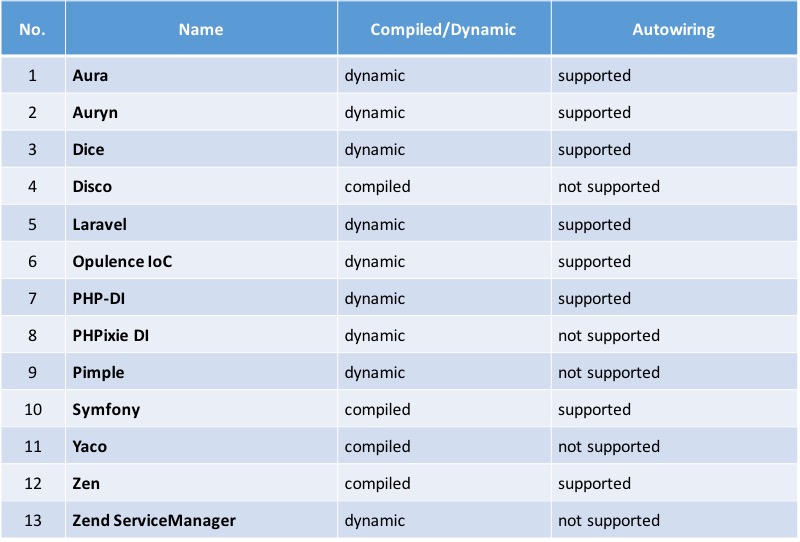 No. Name Compiled/Dynamic Autowiring
1 Aura dynamic supported
2 Auryn dynamic supported
3 Dice dynamic supported
4 Disco compiled not supported
5 Laravel dynamic supported
6 Opulence IoC dynamic supported
7 PHP-DI dynamic supported
8 PHPixie DI dynamic not supported
9 Pimple dynamic not supported
10 Symfony compiled supported
11 Yaco compiled not supported
12 Zen compiled supported
13 Zend ServiceManager dynamic not supported